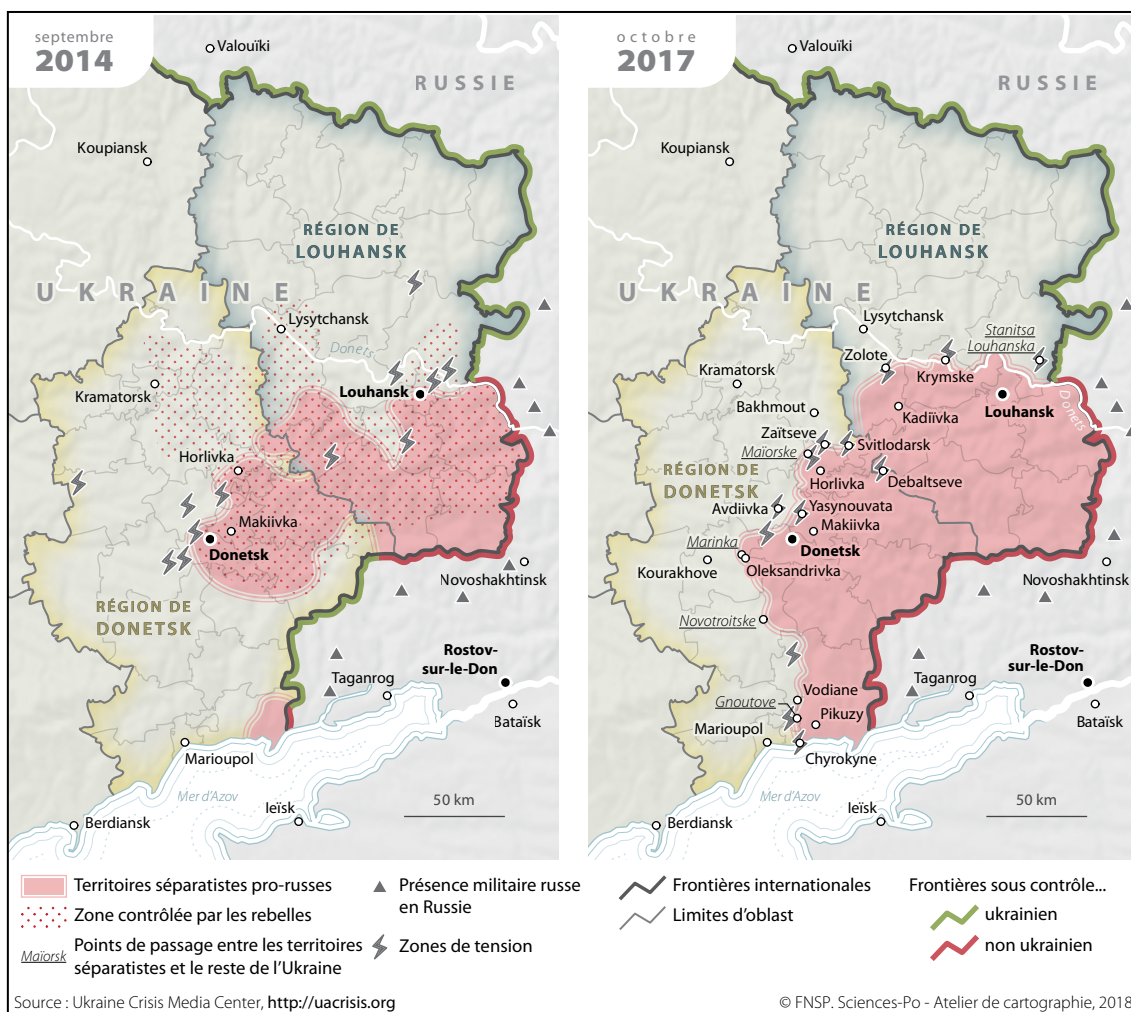 septembre
2014
Valouïki
RUSSIE
Koupiansk
RÉGION DE
LOUHANSK
UKRAINE
Lysytchansk
Donets
Kramatorsk
Louhansk
Horlivka
Makiivka
Donetsk
Novoshakhtinsk
RÉGION DE
DONETSK
Rostov-
sur-le-Don
Taganrog
Bataïsk
Marioupol
Mer d'Azov
Ieïsk
50 km
Berdiansk
octobre
2017
Valouïki
RUSSIE
Koupiansk
RÉGION DE
LOUHANSK
UKRAINE
Lysytchansk
Stanitsa
Louhanska
Zolote
Krymske
Kramatorsk
Louhansk
Donets
Bakhmout
Kadiïvka
Zaïtseve
Svitlodarsk
Maïorske
RÉGION DE
DONETSK
Horlivka
Debaltseve
Avdiivka
Yasynouvata
Makiivka
Marinka
Donetsk
Kourakhove
Oleksandrivka
Novoshakhtinsk
Novotroitske
Rostov-
sur-le-Don
Taganrog
Vodiane
Gnoutove
Pikuzy
Bataïsk
Marioupol
Chyrokyne
Mer d'Azov
Ieïsk
50 km
Berdiansk
Territoires séparatistes pro-russes
Zone contrôlée par les rebelles
Maïorsk
Points de passage entre les territoires
séparatistes et le reste de l'Ukraine
Présence militaire russe
en Russie
Zones de tension
Frontières internationales
Limites d'oblast
Frontières sous contrôle...
ukrainien
non ukrainien
Source : Ukraine Crisis Media Center, http://uacrisis.org
© FNSP. Sciences-Po - Atelier de cartographie, 2018